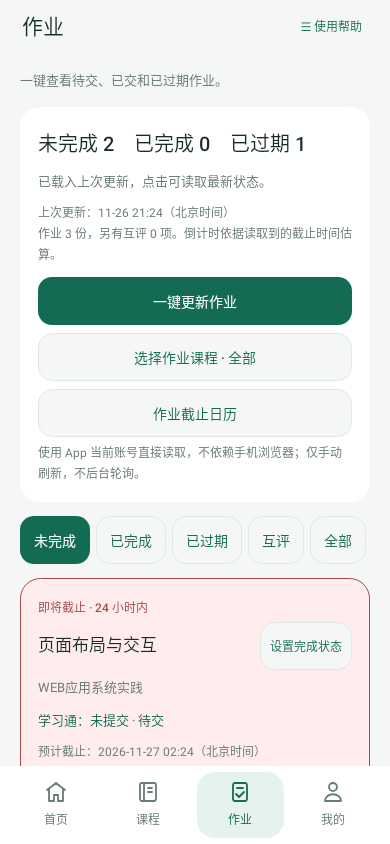 作业
☰ 使用帮助
一键查看待交、已交和已过期作业。
未完成 2 已完成 0 已过期 1
已载入上次更新，点击可读取最新状态。
上次更新：11-26 21:24（北京时间）
作业 3 份，另有互评 0 项。倒计时依据读取到的截止时间估
算。
一键更新作业
选择作业课程 · 全部
作业截止日历
使用 App 当前账号直接读取，不依赖手机浏览器；仅手动
刷新，不后台轮询。
未完成 已完成 已过期 互评 全部
即将截止 · 24 小时内
页面布局与交互 设置完成状态
WEB应用系统实践
学习通：未提交 · 待交
预计截止：2026-11-27 02:24（北京时间）
首页 课程 作业 我的